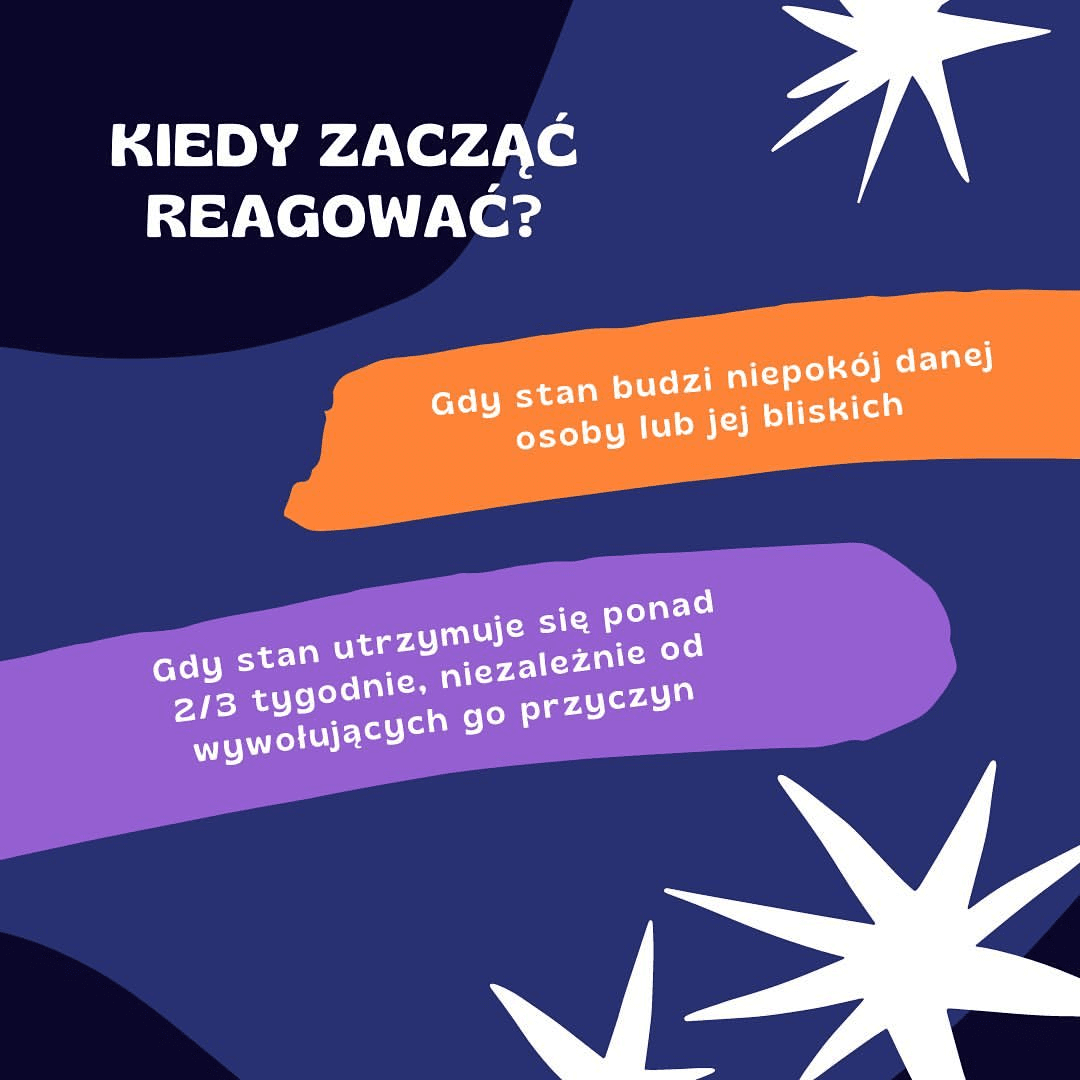 KIEDY ZACZĄĆ
REAGOWAĆ?
Gdy stan budzi niepokój danej
osoby lub jej bliskich
Gdy stan utrzymuje się ponad
2/3 tygodnie, niezależnie od
wywołujących go przyczyn